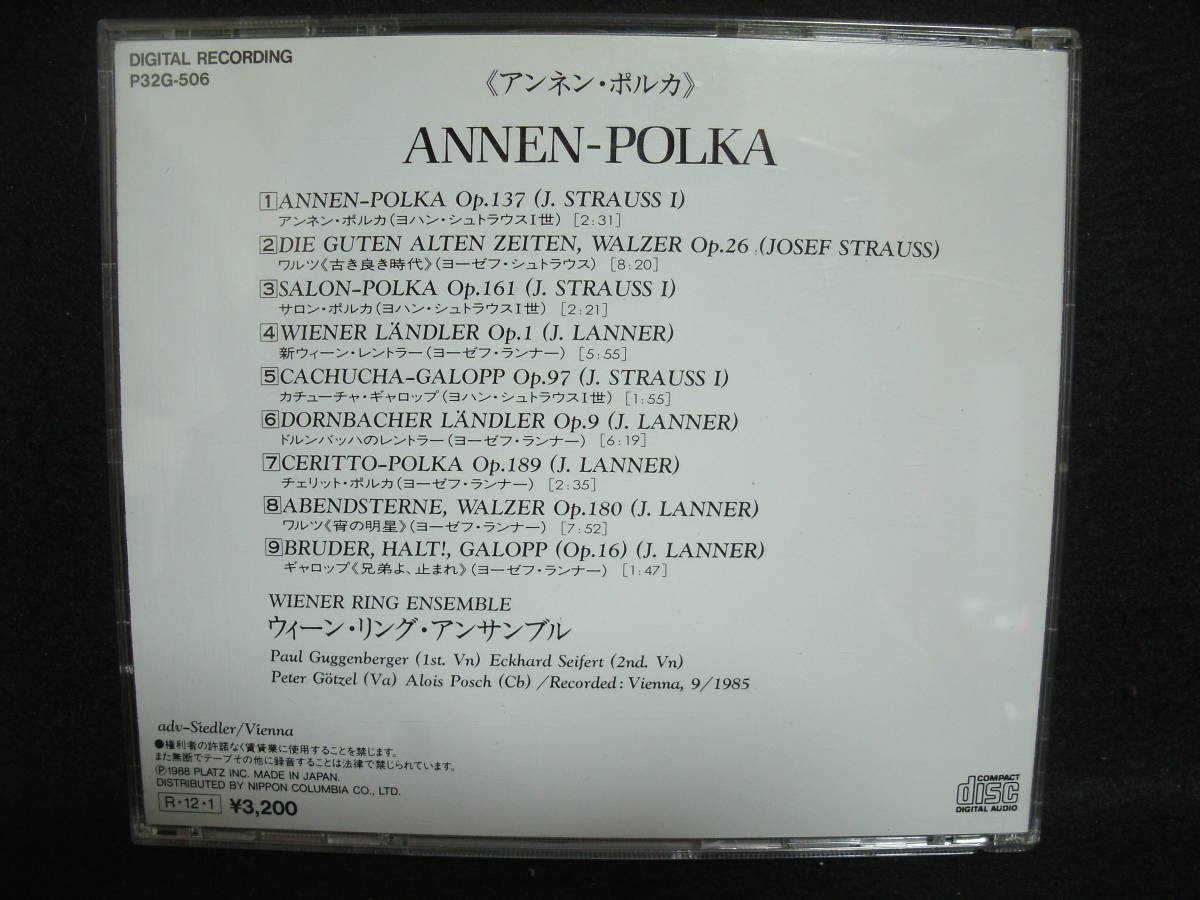 DIGITAL RECORDING
P32G-506
《アンネン・ポルカ》
ANNEN-POLKA
1 ANNEN-POLKA Op.137 (J. STRAUSS I)
アンネン・ポルカ(ヨハン・シュトラウスI世) [2:31]
2 DIE GUTEN ALTEN ZEITEN, WALZER Op.26 (JOSEF STRAUSS)
ワルツ《古き良き時代》(ヨーゼフ・シュトラウス) [8:20]
3 SALON-POLKA Op.161 (J. STRAUSS I)
サロン・ポルカ(ヨハン・シュトラウスI世) [2:21]
4 WIENER LÄNDLER Op.1 (J. LANNER)
新ウィーン・レントラー(ヨーゼフ・ランナー) [5:55]
5 CACHUCHA-GALOPP Op.97 (J. STRAUSS I)
カチューチャ・ギャロップ(ヨハン・シュトラウスI世) [1:55]
6 DORNBACHER LÄNDLER Op.9 (J. LANNER)
ドルンバッハのレントラー(ヨーゼフ・ランナー) [6:19]
7 CERITTO-POLKA Op.189 (J. LANNER)
チェリット・ポルカ(ヨーゼフ・ランナー) [2:35]
8 ABENDSTERNE, WALZER Op.180 (J. LANNER)
ワルツ《宵の明星》(ヨーゼフ・ランナー) [7:52]
9 BRUDER, HALT!, GALOPP (Op.16) (J. LANNER)
ギャロップ《兄弟よ、止まれ》(ヨーゼフ・ランナー) [1:47]
WIENER RING ENSEMBLE
ウィーン・リング・アンサンブル
Paul Guggenberger (1st. Vn) Eckhard Seifert (2nd. Vn)
Peter Götzel (Va) Alois Posch (Cb) /Recorded: Vienna, 9/1985
adv-Siedler/Vienna
●権利者の許諾なく賃貸業に使用することを禁じます。
また無断でテープその他に録音することは法律で禁じられています。
Ⓟ1988 PLATZ INC. MADE IN JAPAN.
DISTRIBUTED BY NIPPON COLUMBIA CO., LTD.
R・12・1 ¥3,200
COMPACT
disc
DIGITAL AUDIO